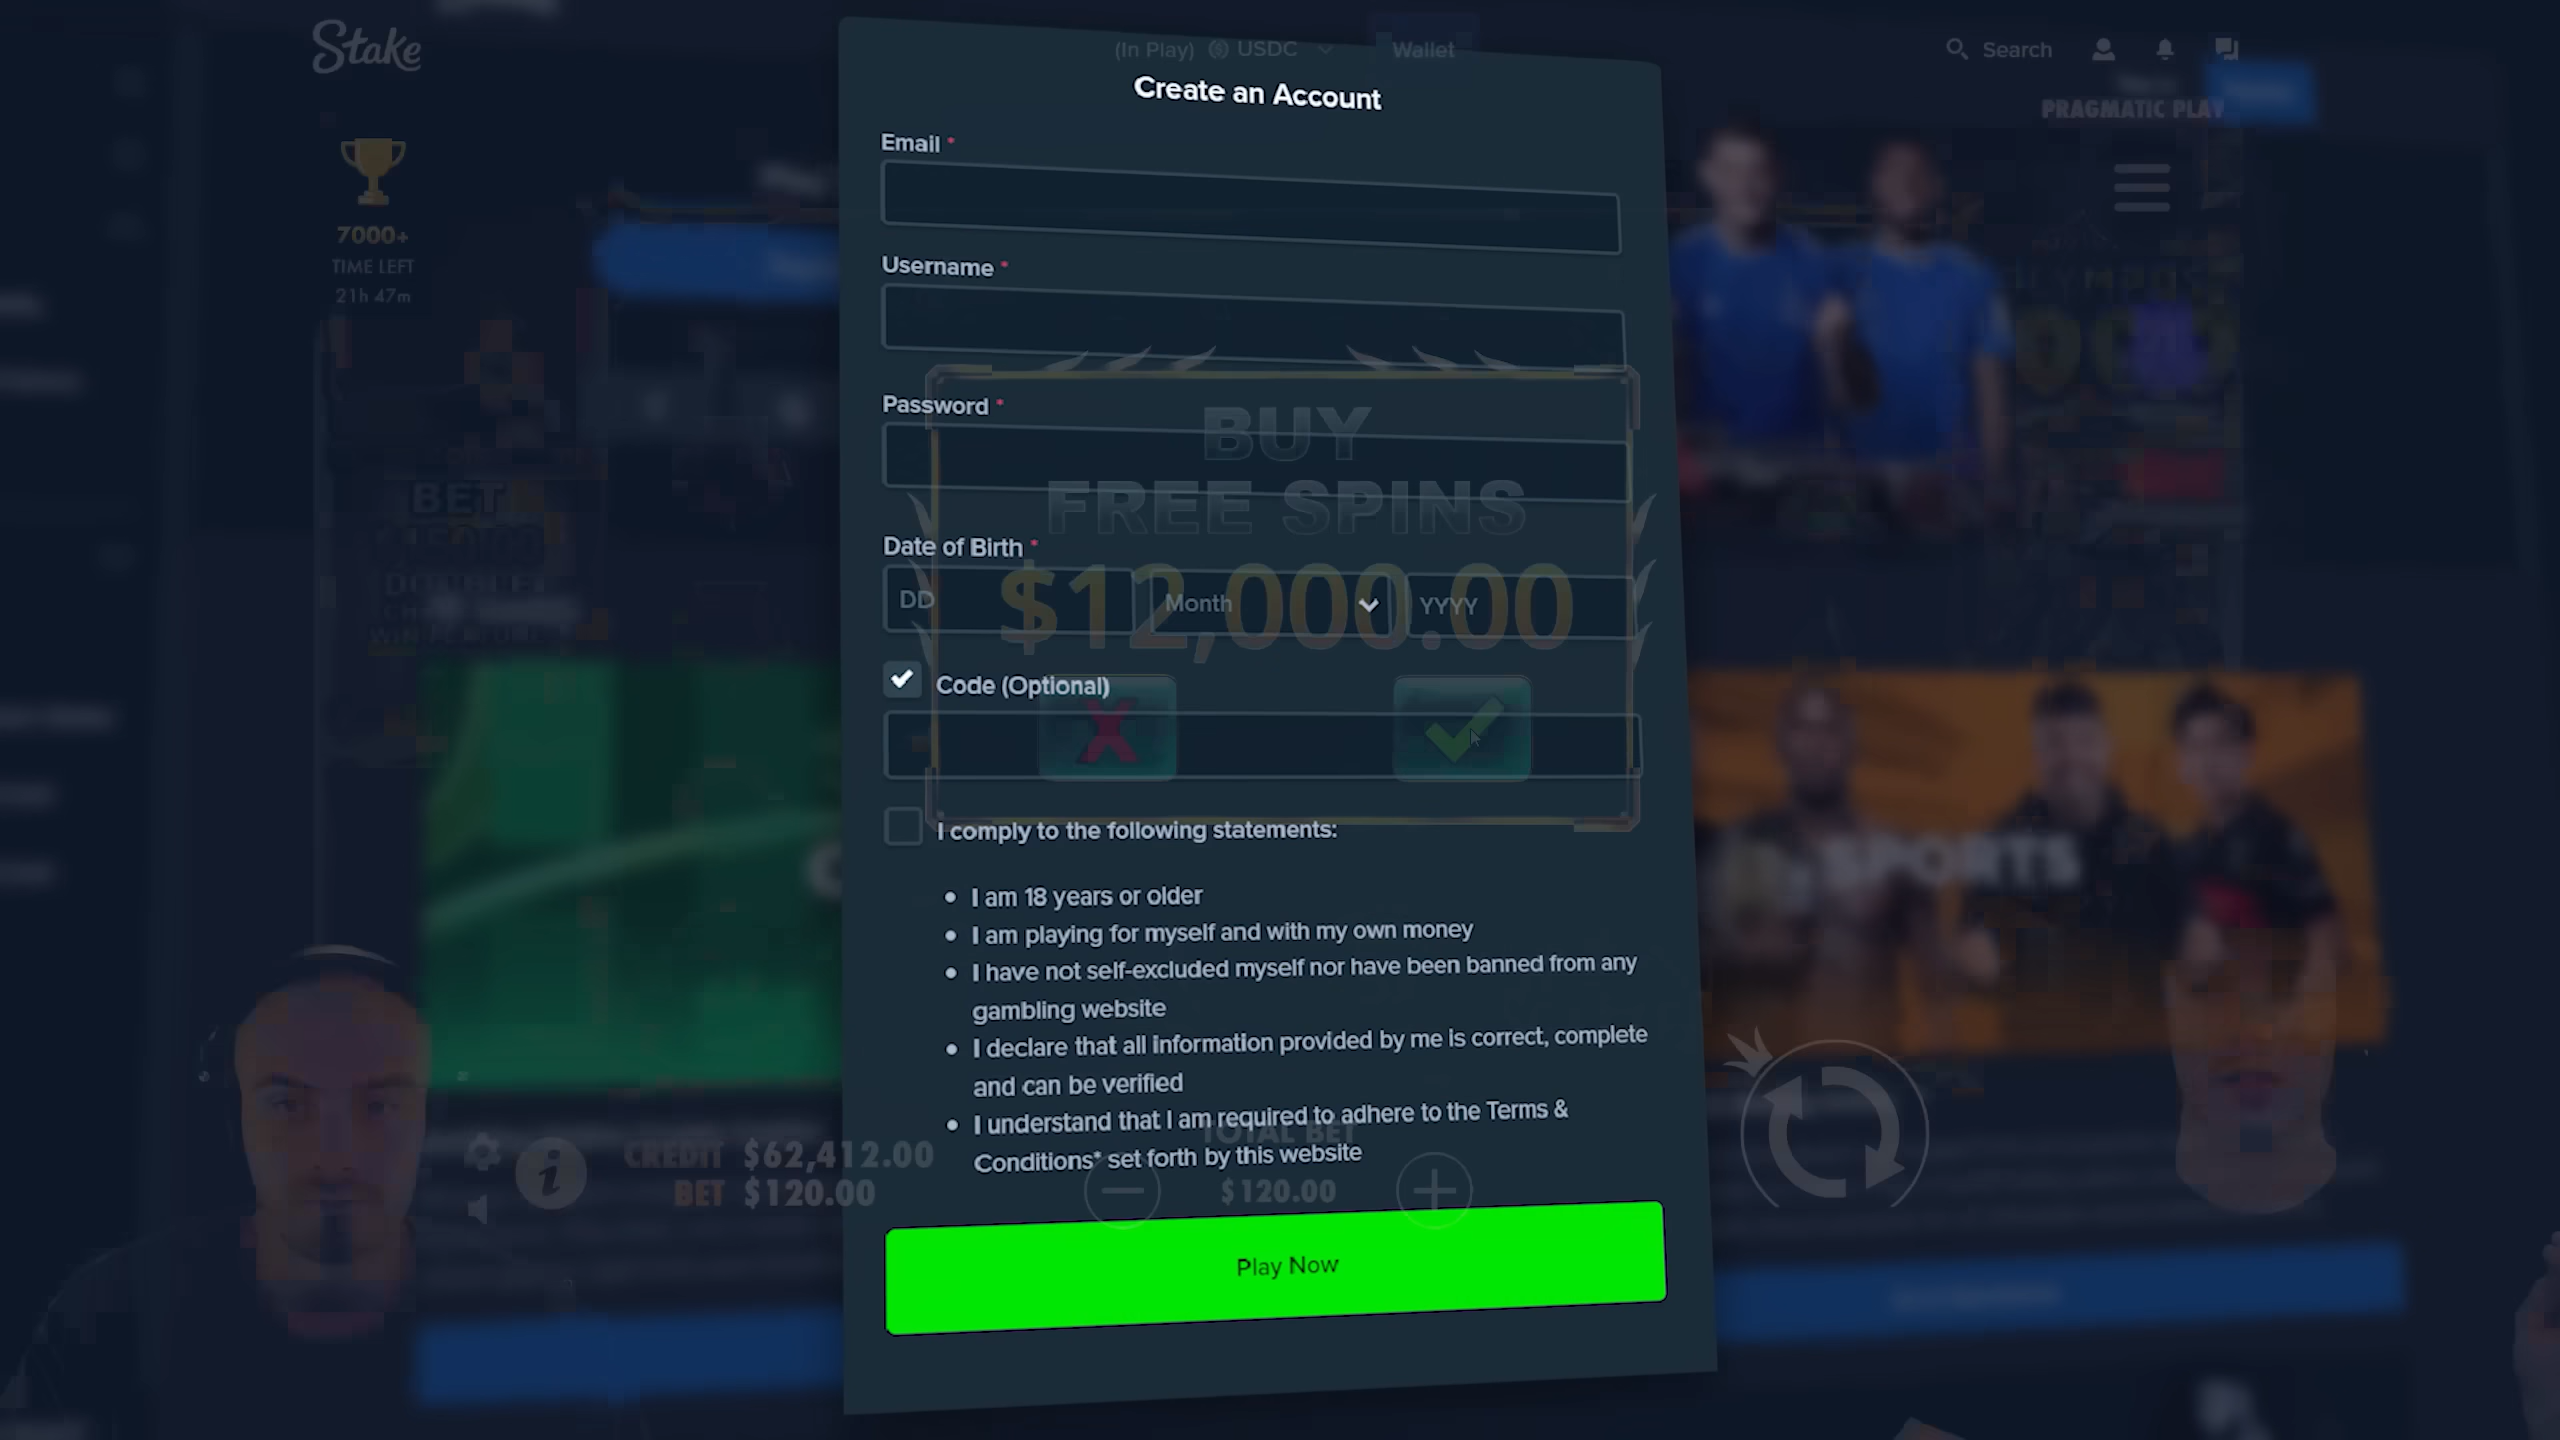 Stake
(In Play) USDC
Wallet
Search
Create an Account
PRAGMATIC PLAY
Email *
7000+
TIME LEFT
21h 47m
Username *
Password *
BUY
FREE SPINS
BET
Date of Birth *
$12,000.00
DD
Month
YYYY
Code (Optional)
X
I comply to the following statements:
SPORTS
• I am 18 years or older
• I am playing for myself and with my own money
• I have not self-excluded myself nor have been banned from any
gambling website
• I declare that all information provided by me is correct, complete
and can be verified
• I understand that I am required to adhere to the Terms &
Conditions* set forth by this website
CREDIT $62,412.00
BET $120.00
TOTAL BET
$120.00
Play Now